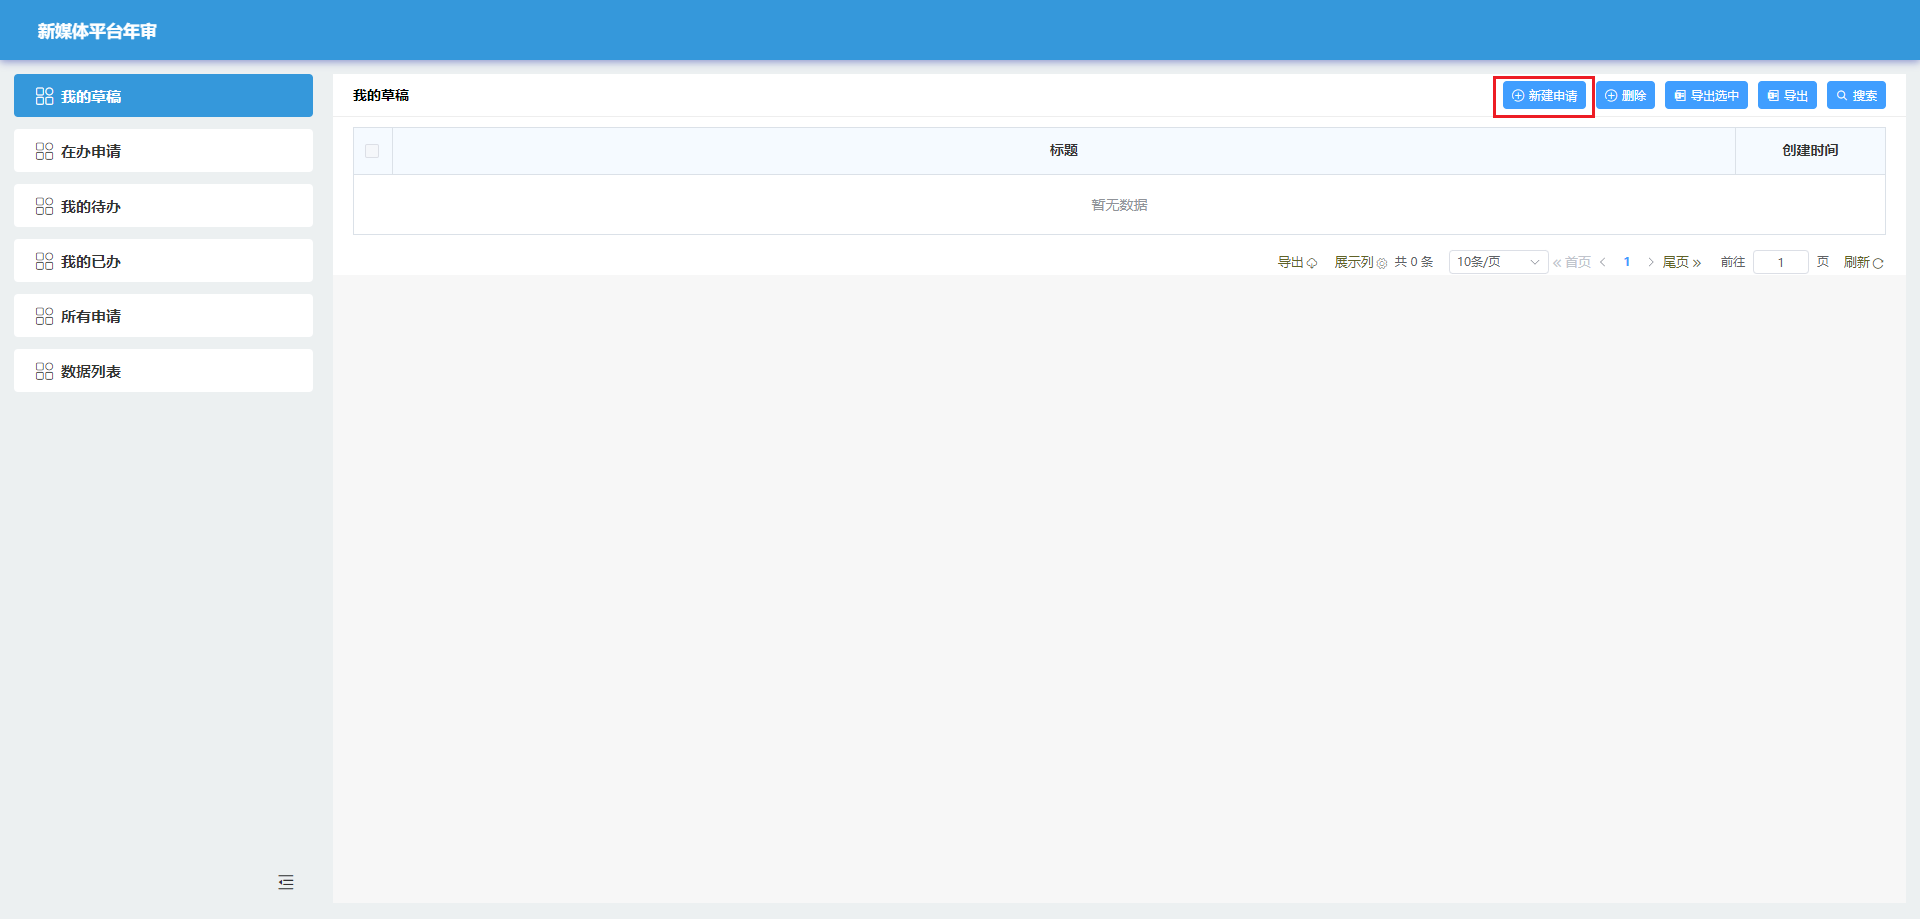 新媒体平台年审
我的草稿
在办申请
我的待办
我的已办
所有申请
数据列表
我的草稿
新建申请 删除 导出选中 导出 搜索
标题 创建时间
暂无数据
导出 展示列 共 0 条 10条/页 « 首页 < 1 > 尾页 » 前往 1 页 刷新